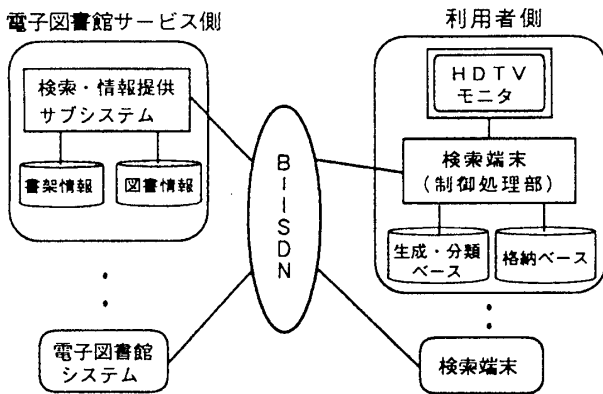 電子図書館サービス側
検索・情報提供
サブシステム
書架情報
図書情報
電子図書館
システム
B-ISDN
利用者側
HDTV
モニタ
検索端末
(制御処理部)
生成・分類
ベース
格納ベース
検索端末